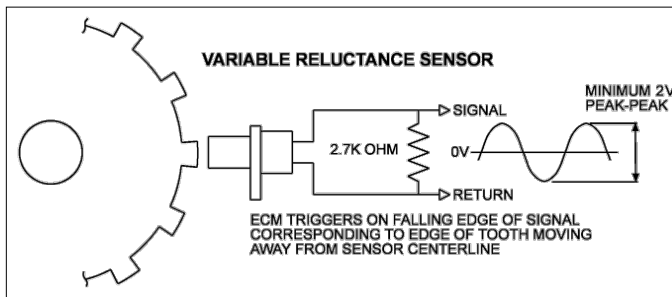 VARIABLE RELUCTANCE SENSOR
MINIMUM 2V
PEAK-PEAK
SIGNAL
2.7K OHM
0V
RETURN
ECM TRIGGERS ON FALLING EDGE OF SIGNAL
CORRESPONDING TO EDGE OF TOOTH MOVING
AWAY FROM SENSOR CENTERLINE